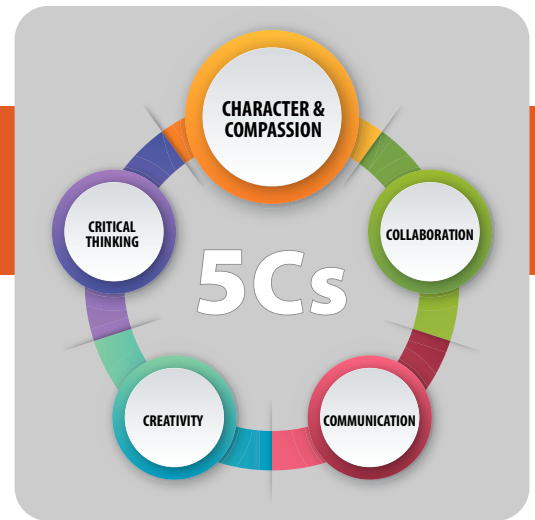 CHARACTER &
COMPASSION
CRITICAL
THINKING
COLLABORATION
5Cs
CREATIVITY
COMMUNICATION